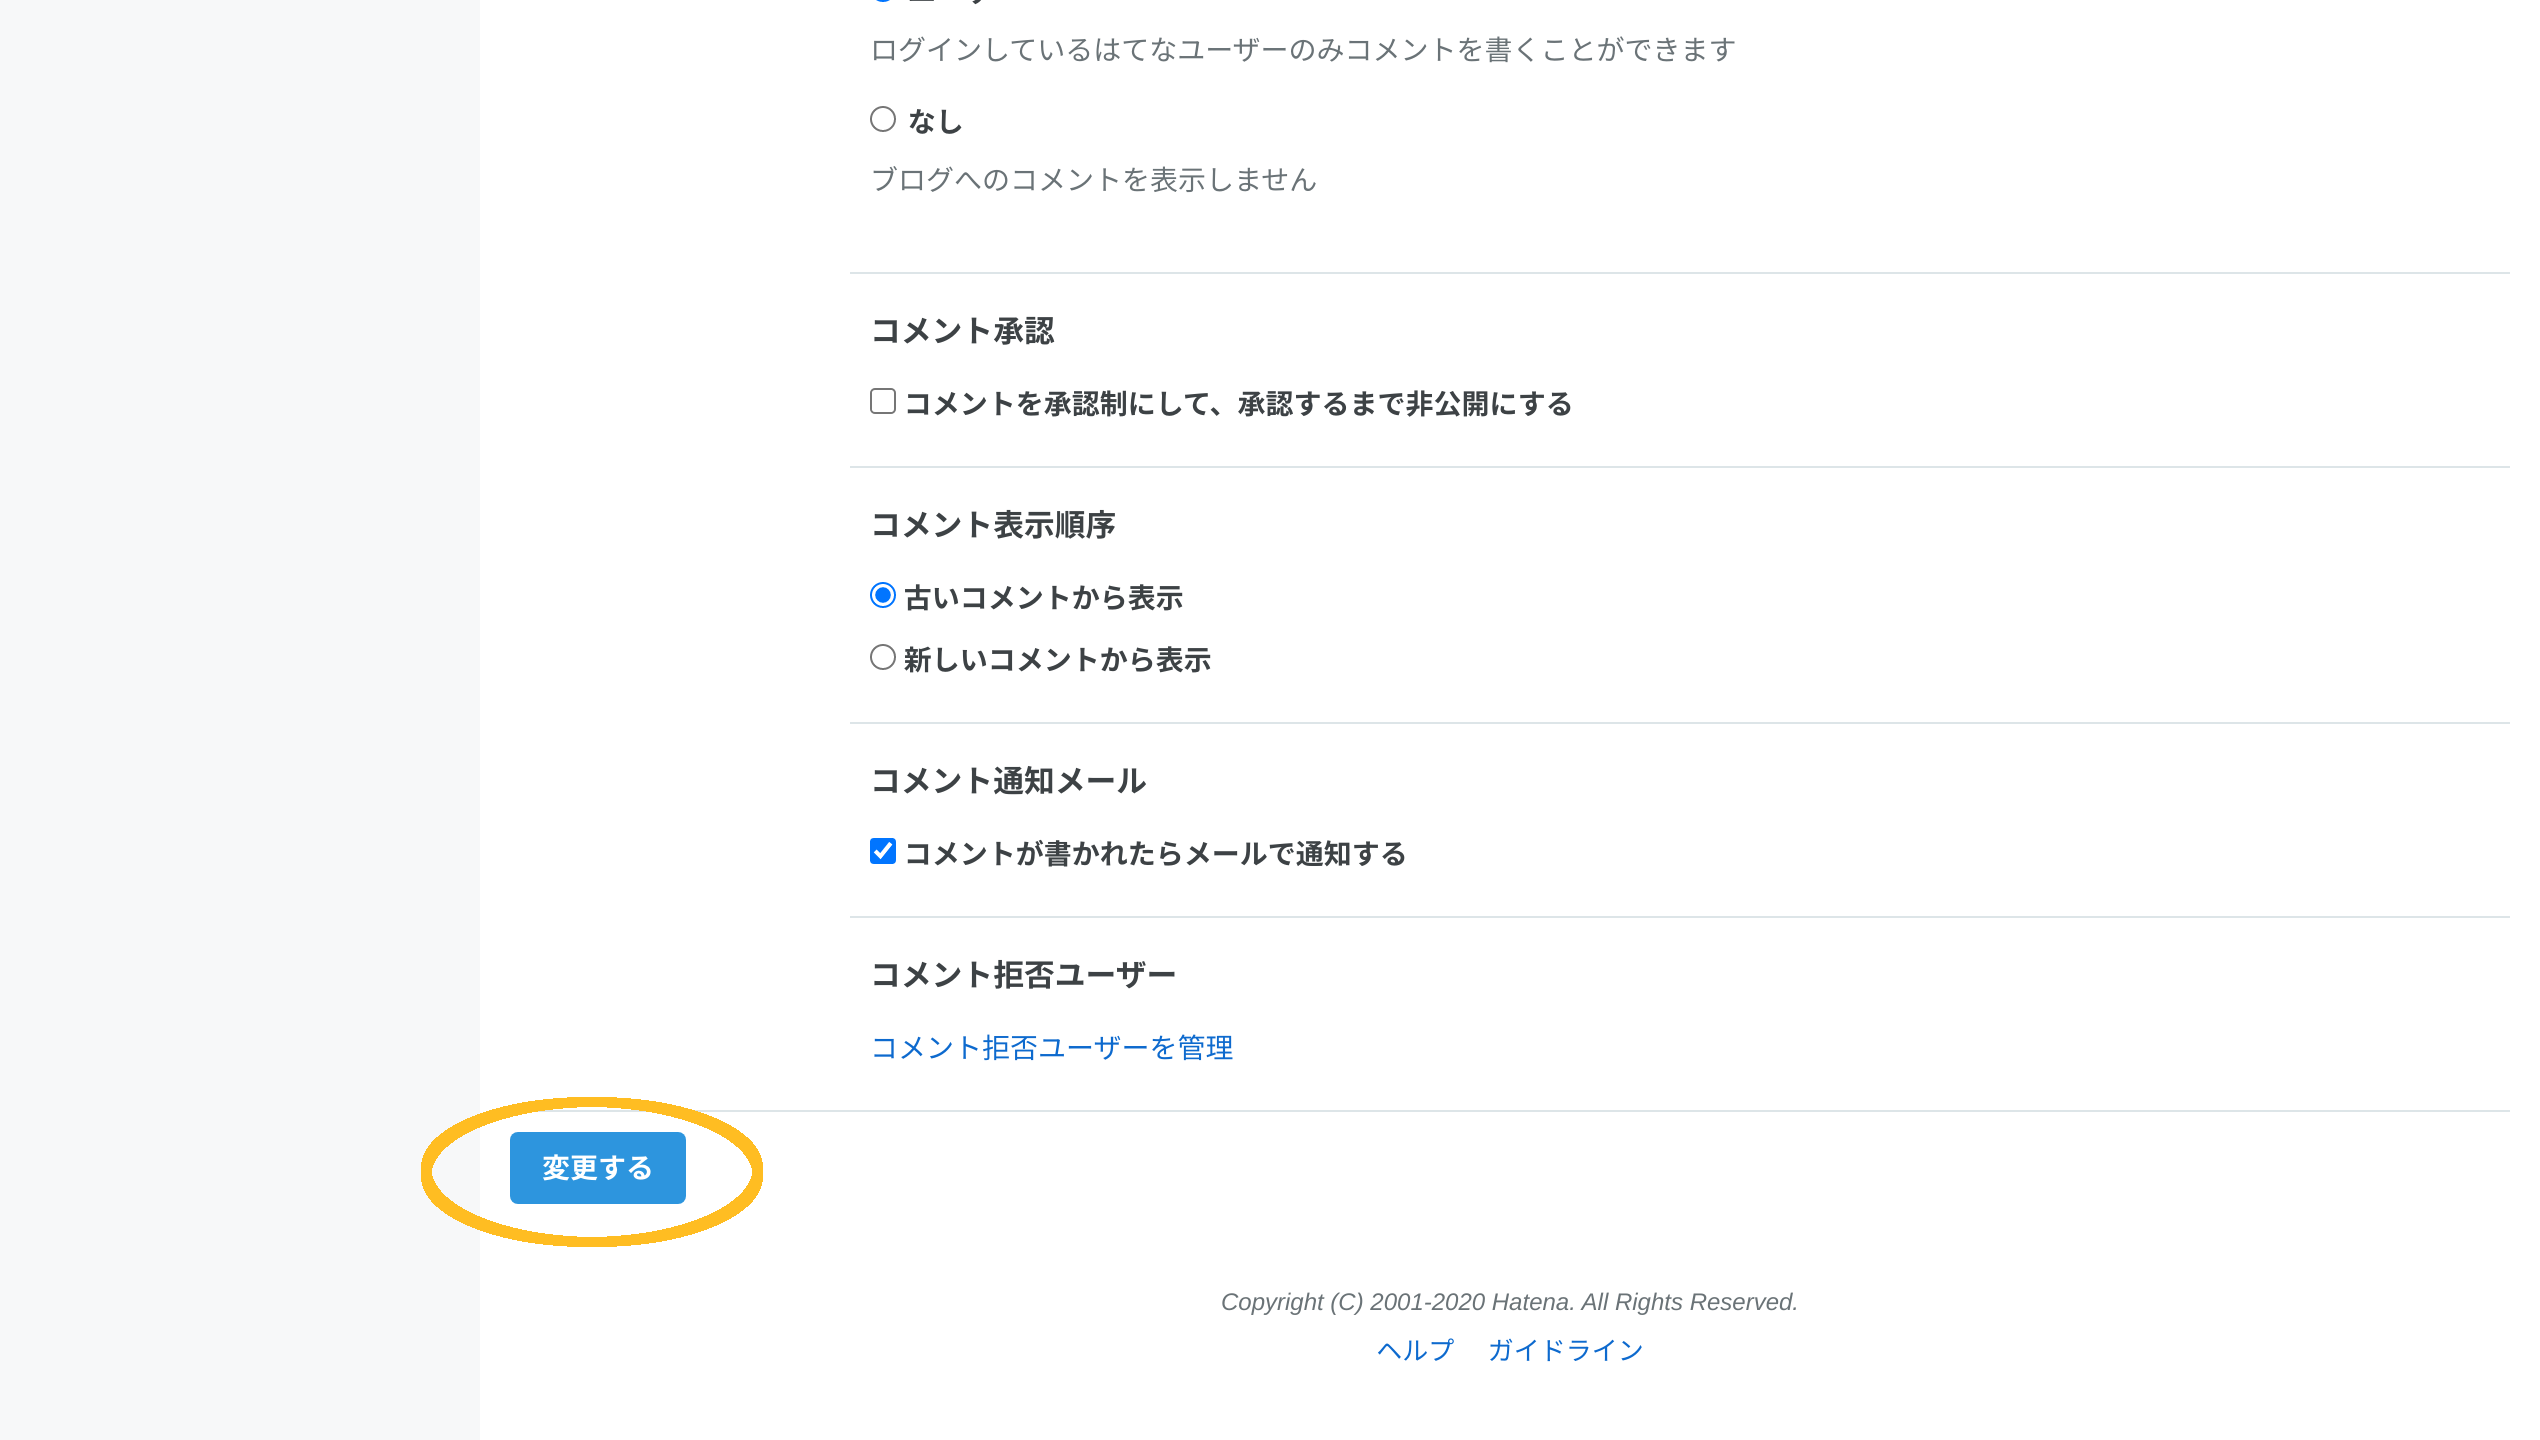 ログインしているはてなユーザーのみコメントを書くことができます
なし
ブログへのコメントを表示しません
コメント承認
コメントを承認制にして、承認するまで非公開にする
コメント表示順序
古いコメントから表示
新しいコメントから表示
コメント通知メール
コメントが書かれたらメールで通知する
コメント拒否ユーザー
コメント拒否ユーザーを管理
変更する
Copyright (C) 2001-2020 Hatena. All Rights Reserved.
ヘルプ ガイドライン